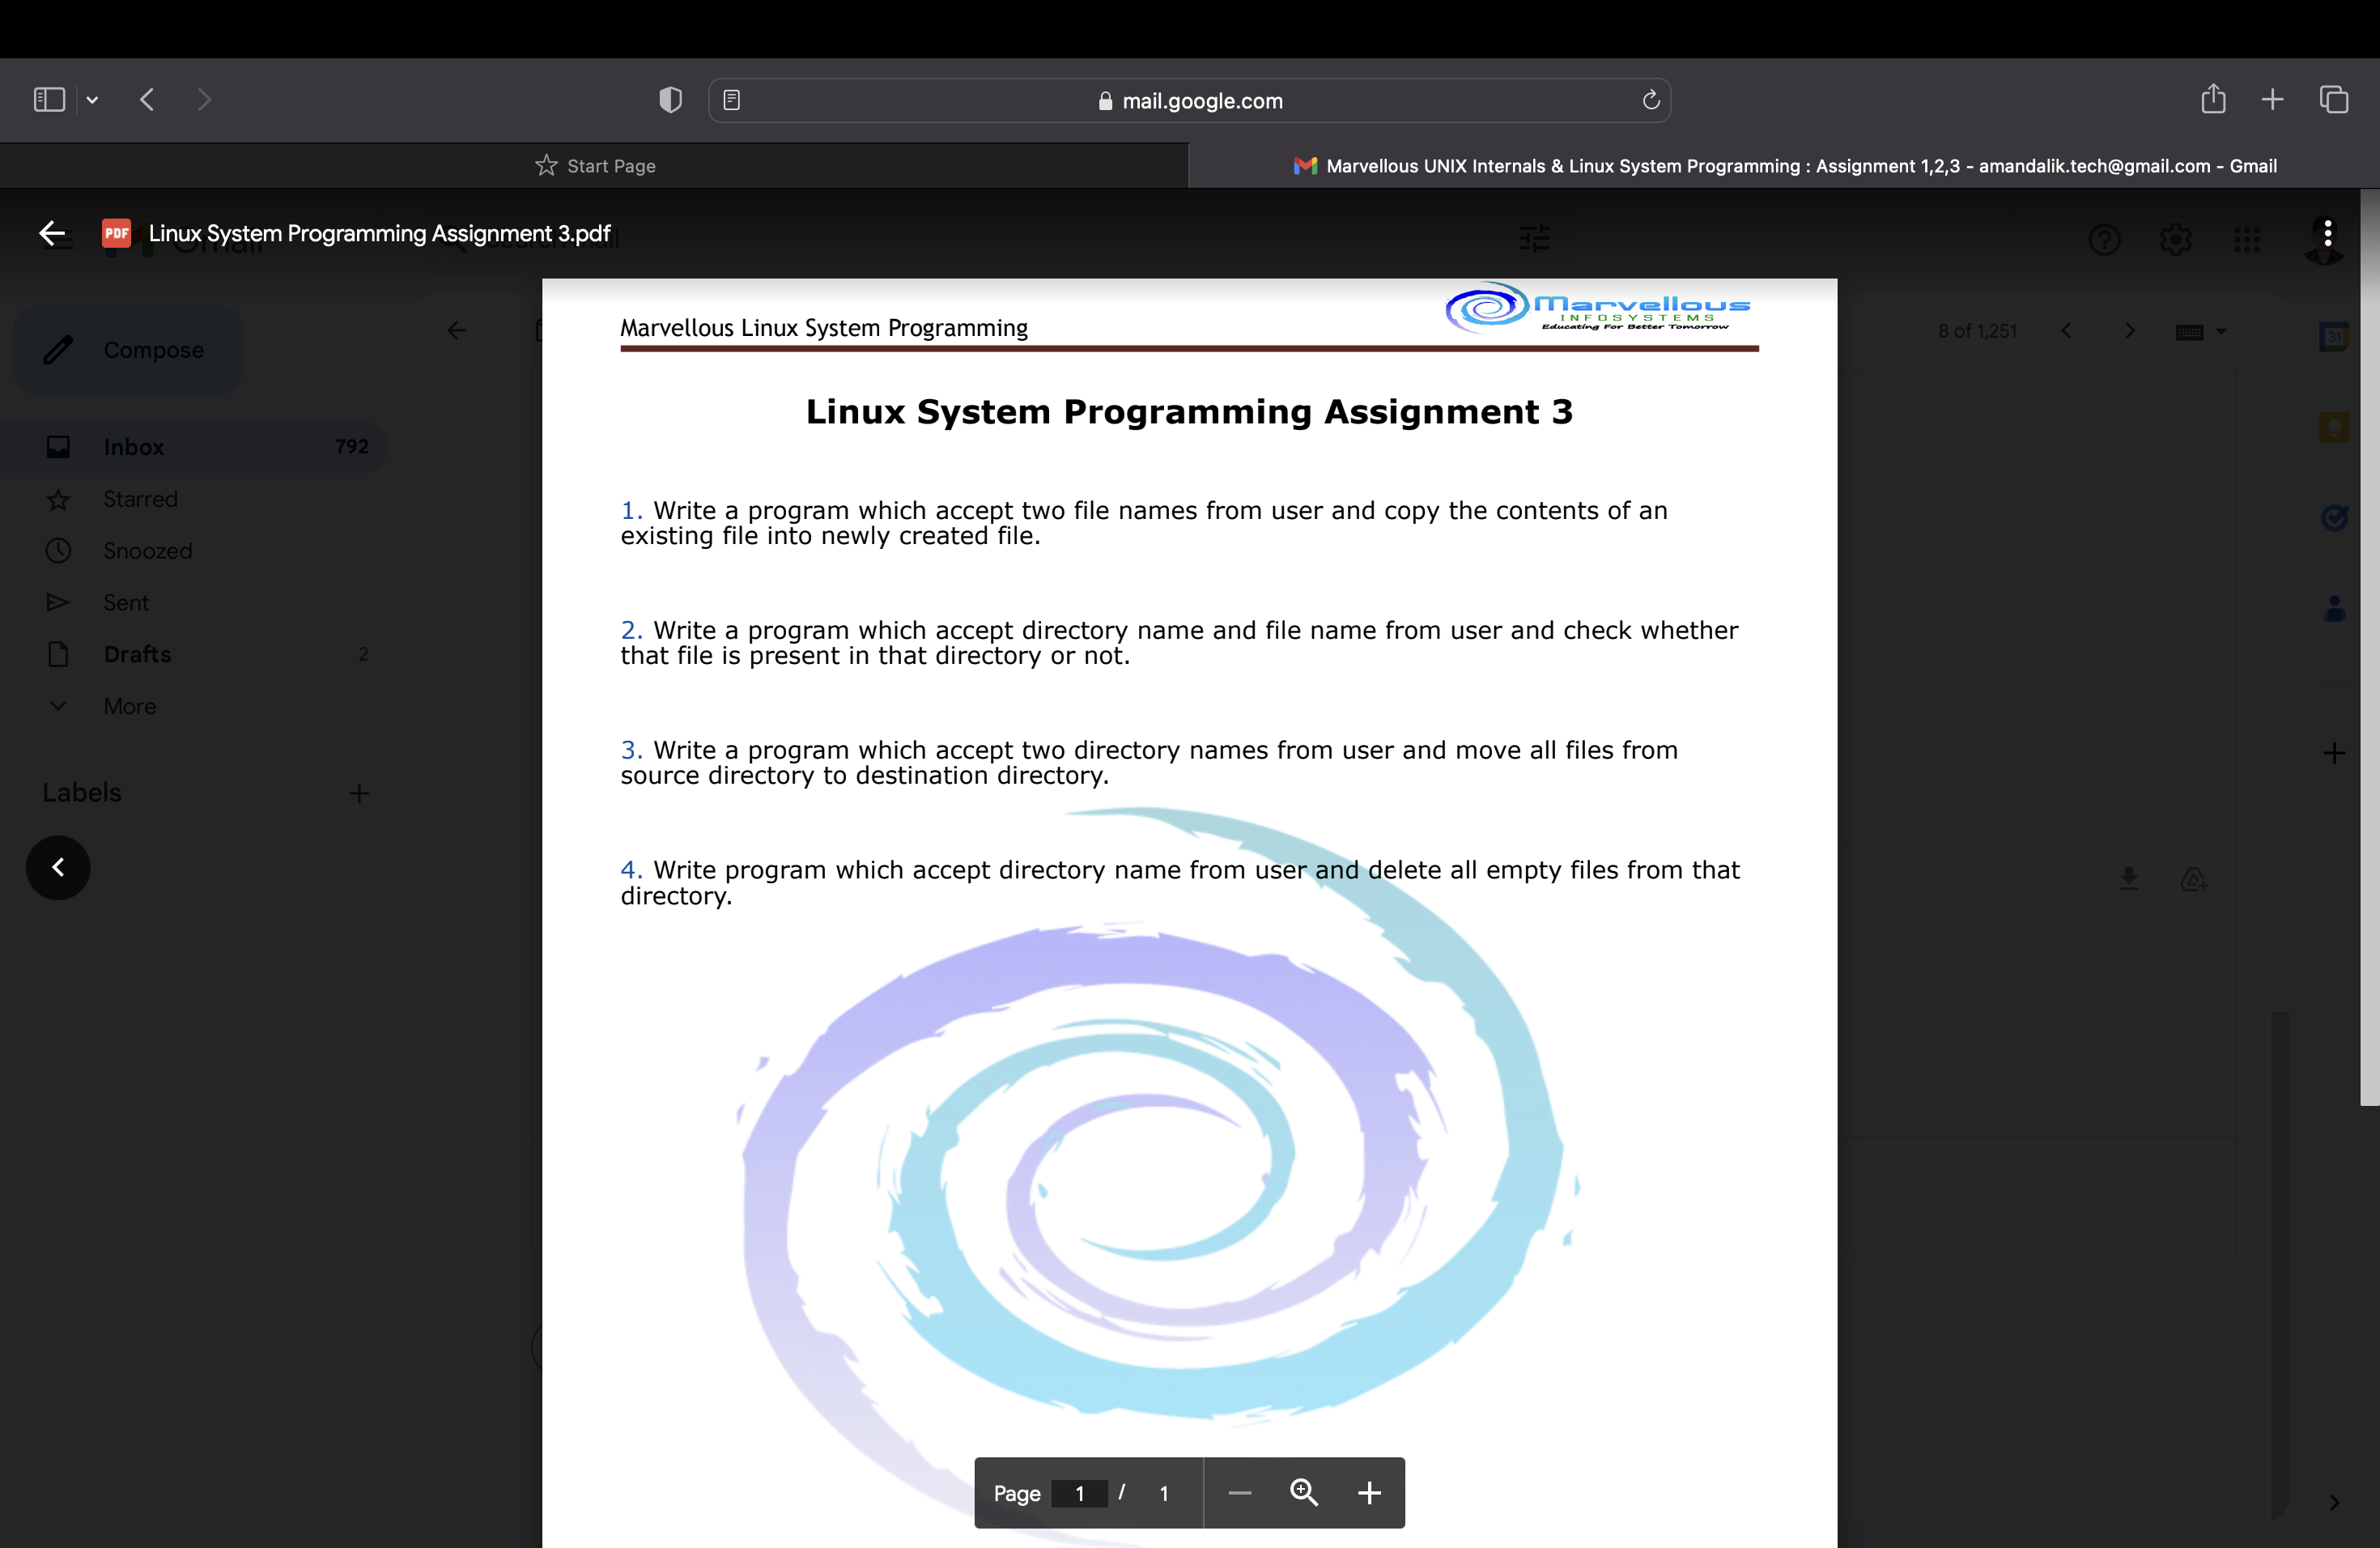 mail.google.com
Start Page
Marvellous UNIX Internals & Linux System Programming : Assignment 1,2,3 - amandalik.tech@gmail.com - Gmail
PDF Linux System Programming Assignment 3.pdf
Compose
8 of 1,251
31
Inbox 792
Starred
Snoozed
Sent
Drafts 2
More
Labels
Marvellous Linux System Programming
Marvellous
INFOSYSTEMS
Educating For Better Tomorrow
Linux System Programming Assignment 3
1. Write a program which accept two file names from user and copy the contents of an
existing file into newly created file.
2. Write a program which accept directory name and file name from user and check whether
that file is present in that directory or not.
3. Write a program which accept two directory names from user and move all files from
source directory to destination directory.
4. Write program which accept directory name from user and delete all empty files from that
directory.
Page 1 / 1